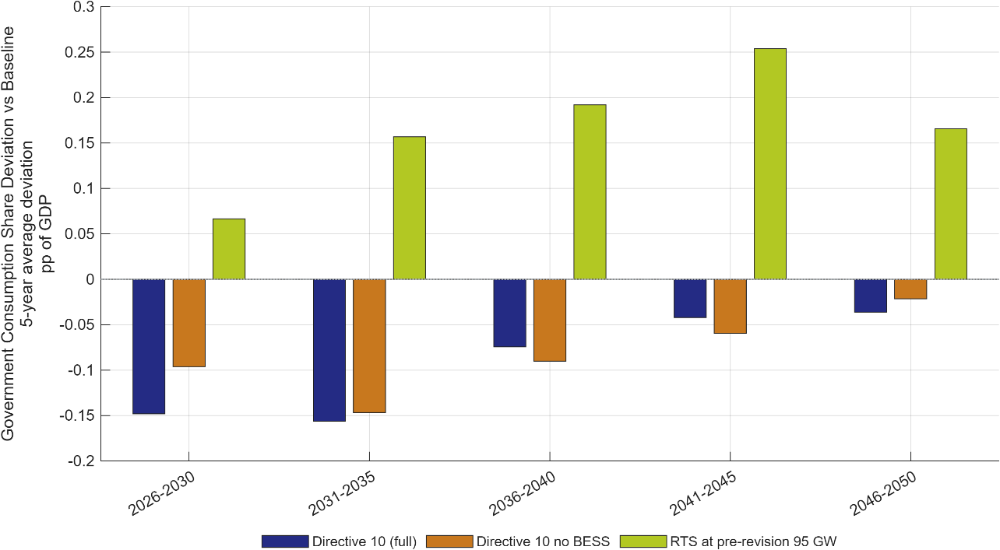 Government Consumption Share Deviation vs Baseline
5-year average deviation
pp of GDP
0.3
0.25
0.2
0.15
0.1
0.05
0
-0.05
-0.1
-0.15
-0.2
2026-2030
2031-2035
2036-2040
2041-2045
2046-2050
Directive 10 (full)
Directive 10 no BESS
RTS at pre-revision 95 GW